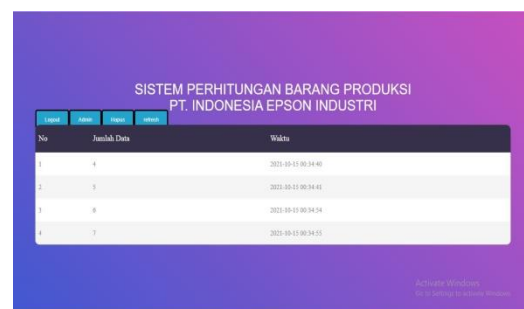 SISTEM PERHITUNGAN BARANG PRODUKSI
PT. INDONESIA EPSON INDUSTRI
Logout Admin Hapus refresh
No Jumlah Data Waktu
1 4 2021-10-15 00:34:40
2 5 2021-10-15 00:34:41
3 6 2021-10-15 00:34:54
4 7 2021-10-15 00:34:55
Activate Windows
Go to Settings to activate Windows.